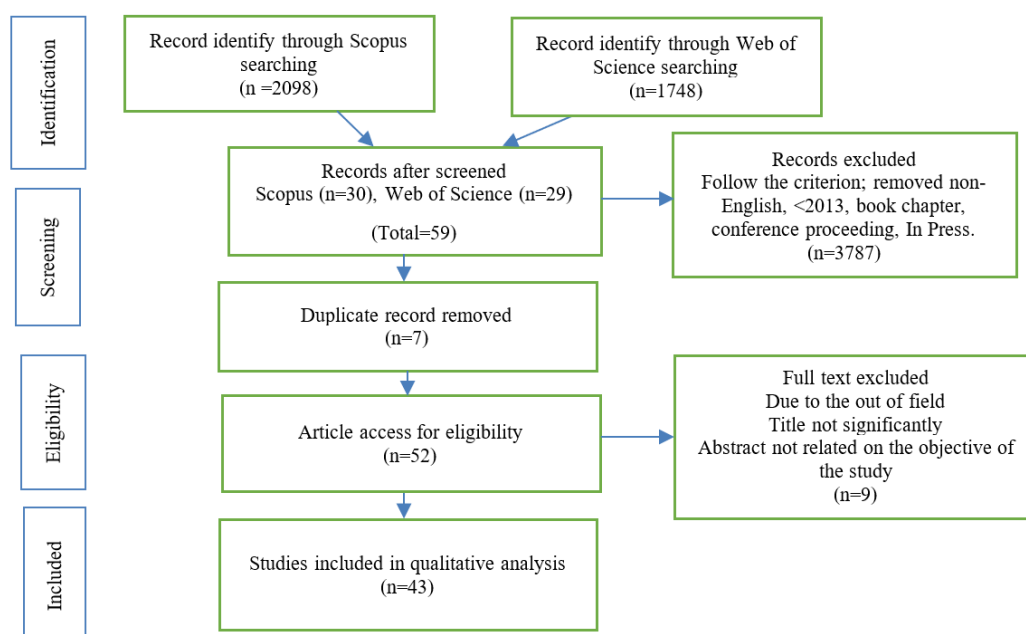 Identification
Record identify through Scopus
searching
(n =2098)
Record identify through Web of
Science searching
(n=1748)
Screening
Records after screened
Scopus (n=30), Web of Science (n=29)
(Total=59)
Records excluded
Follow the criterion; removed non-
English, <2013, book chapter,
conference proceeding, In Press.
(n=3787)
Duplicate record removed
(n=7)
Eligibility
Article access for eligibility
(n=52)
Full text excluded
Due to the out of field
Title not significantly
Abstract not related on the objective of
the study
(n=9)
Included
Studies included in qualitative analysis
(n=43)